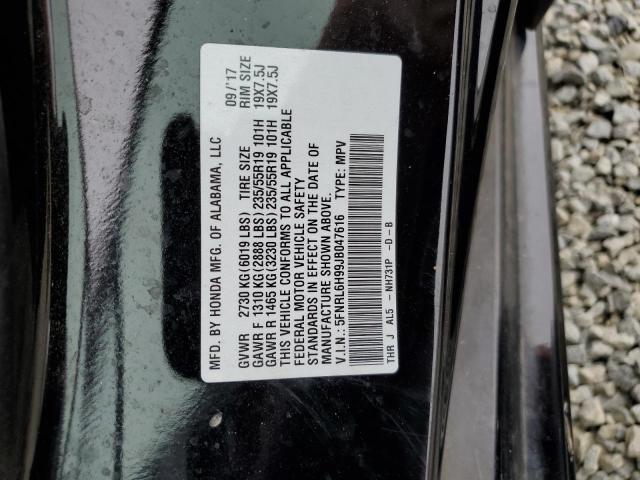 MFD. BY HONDA MFG. OF ALABAMA, LLC 09/'17
GVWR 2730 KG(6019 LBS) TIRE SIZE RIM SIZE
GAWR F 1310 KG(2888 LBS)235/55R19 101H 19X7.5J
GAWR R 1465 KG(3230 LBS)235/55R19 101H 19X7.5J
THIS VEHICLE CONFORMS TO ALL APPLICABLE
FEDERAL MOTOR VEHICLE SAFETY
STANDARDS IN EFFECT ON THE DATE OF
MANUFACTURE SHOWN ABOVE.
V.I.N.: 5FNRL6H99JB047616 TYPE: MPV
THR J AL5 - NH731P -D-B